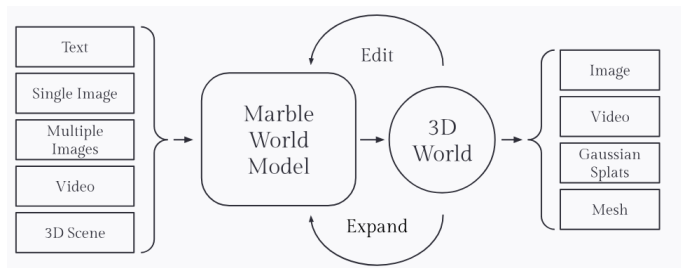 Text
Single Image
Multiple
Images
Video
3D Scene
Marble
World
Model
Edit
3D
World
Expand
Image
Video
Gaussian
Splats
Mesh